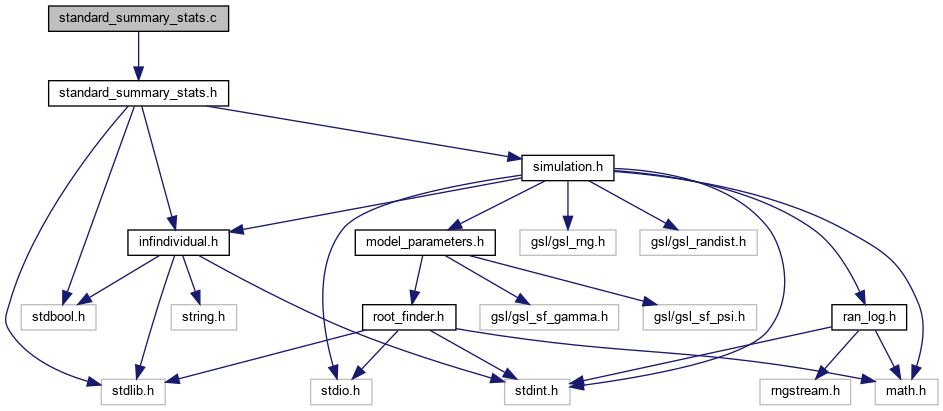 standard_summary_stats.c
standard_summary_stats.h
simulation.h
infindividual.h
model_parameters.h
gsl/gsl_rng.h
gsl/gsl_randist.h
stdbool.h
string.h
root_finder.h
gsl/gsl_sf_gamma.h
gsl/gsl_sf_psi.h
ran_log.h
stdlib.h
stdio.h
stdint.h
rngstream.h
math.h